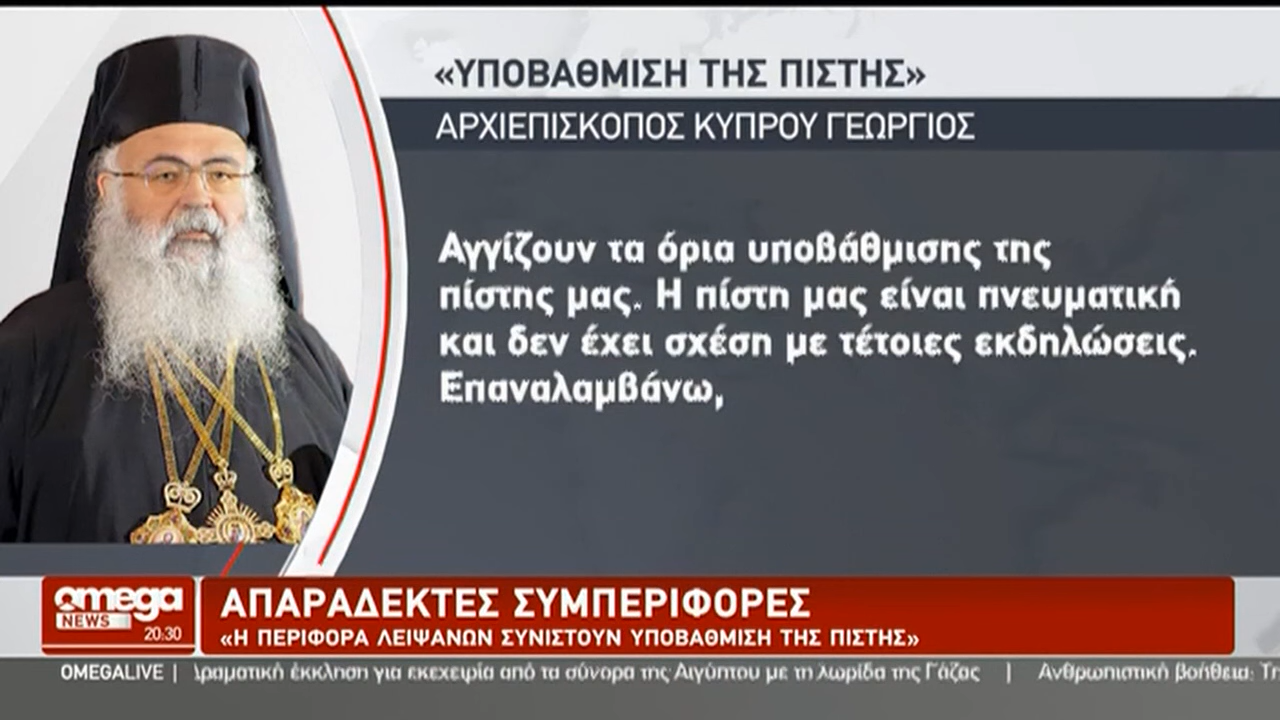 «ΥΠΟΒΑΘΜΙΣΗ ΤΗΣ ΠΙΣΤΗΣ»
ΑΡΧΙΕΠΙΣΚΟΠΟΣ ΚΥΠΡΟΥ ΓΕΩΡΓΙΟΣ
Αγγίζουν τα όρια υποβάθμισης της
πίστης μας. Η πίστη μας είναι πνευματική
και δεν έχει σχέση με τέτοιες εκδηλώσεις.
Επαναλαμβάνω,
omega
NEWS
20:30
ΑΠΑΡΑΔΕΚΤΕΣ ΣΥΜΠΕΡΙΦΟΡΕΣ
«Η ΠΕΡΙΦΟΡΑ ΛΕΙΨΑΝΩΝ ΣΥΝΙΣΤΟΥΝ ΥΠΟΒΑΘΜΙΣΗ ΤΗΣ ΠΙΣΤΗΣ»
OMEGALIVE | Δραματική έκκληση για εκεχειρία από τα σύνορα της Αιγύπτου με τη λωρίδα της Γάζας | Ανθρωπιστική βοήθεια: